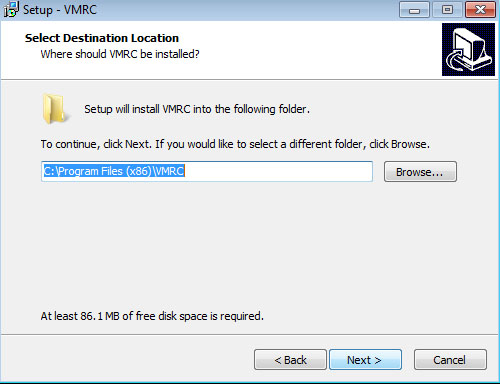 Setup - VMRC
Select Destination Location
Where should VMRC be installed?
Setup will install VMRC into the following folder.
To continue, click Next. If you would like to select a different folder, click Browse.
C:\Program Files (x86)\VMRC
Browse...
At least 86.1 MB of free disk space is required.
< Back
Next >
Cancel